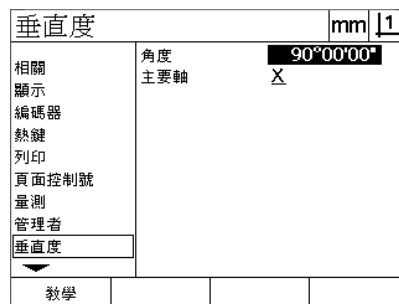 垂直度 mm 1
相關
顯示
編碼器
熱鍵
列印
頁面控制號
量測
管理者
垂直度
角度 90°00'00"
主要軸 X
教學